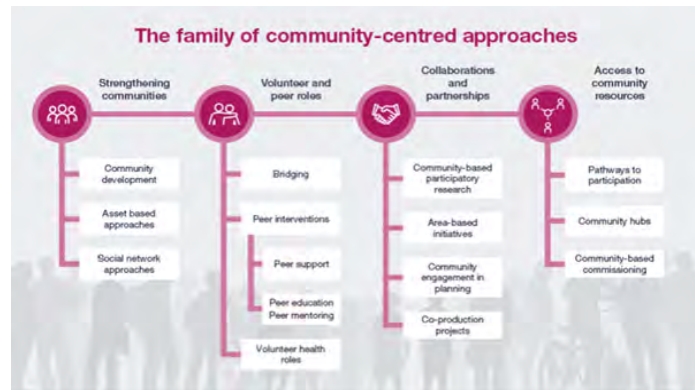 The family of community-centred approaches
Strengthening
communities
Volunteer and
peer roles
Collaborations
and
partnerships
Access to
community
resources
Community
development
Asset based
approaches
Social network
approaches
Bridging
Peer interventions
Peer support
Peer education
Peer mentoring
Volunteer health
roles
Community-based
participatory
research
Area-based
initiatives
Community
engagement in
planning
Co-production
projects
Pathways to
participation
Community hubs
Community-based
commissioning